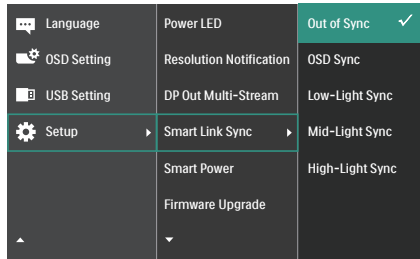 Language
OSD Setting
USB Setting
Setup
Power LED
Resolution Notification
DP Out Multi-Stream
Smart Link Sync
Smart Power
Firmware Upgrade
Out of Sync
OSD Sync
Low-Light Sync
Mid-Light Sync
High-Light Sync